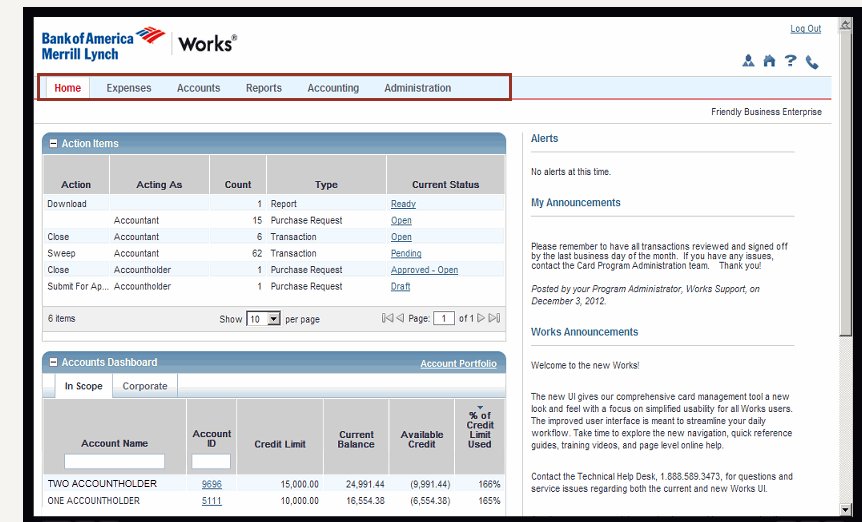 Bank of America
Merrill Lynch
Works®
Log Out
Home Expenses Accounts Reports Accounting Administration
Friendly Business Enterprise
Action Items
Action Acting As Count Type Current Status
Download 1 Report Ready
Accountant 15 Purchase Request Open
Close Accountant 6 Transaction Open
Sweep Accountant 62 Transaction Pending
Close Accountholder 1 Purchase Request Approved - Open
Submit For Ap... Accountholder 1 Purchase Request Draft
6 items Show 10 per page Page: 1 of 1
Accounts Dashboard Account Portfolio
In Scope Corporate
Account Name Account ID Credit Limit Current Balance Available Credit % of Credit Limit Used
TWO ACCOUNTHOLDER 9696 15,000.00 24,991.44 (9,991.44) 166%
ONE ACCOUNTHOLDER 5111 10,000.00 16,554.38 (6,554.38) 165%
Alerts
No alerts at this time.
My Announcements
Please remember to have all transactions reviewed and signed off
by the last business day of the month. If you have any issues,
contact the Card Program Administration team. Thank you!
Posted by your Program Administrator, Works Support, on
December 3, 2012.
Works Announcements
Welcome to the new Works!
The new UI gives our comprehensive card management tool a new
look and feel with a focus on simplified usability for all Works users.
The improved user interface is meant to streamline your daily
workflow. Take time to explore the new navigation, quick reference
guides, training videos, and page level online help.
Contact the Technical Help Desk, 1.888.589.3473, for questions and
service issues regarding both the current and new Works UI.